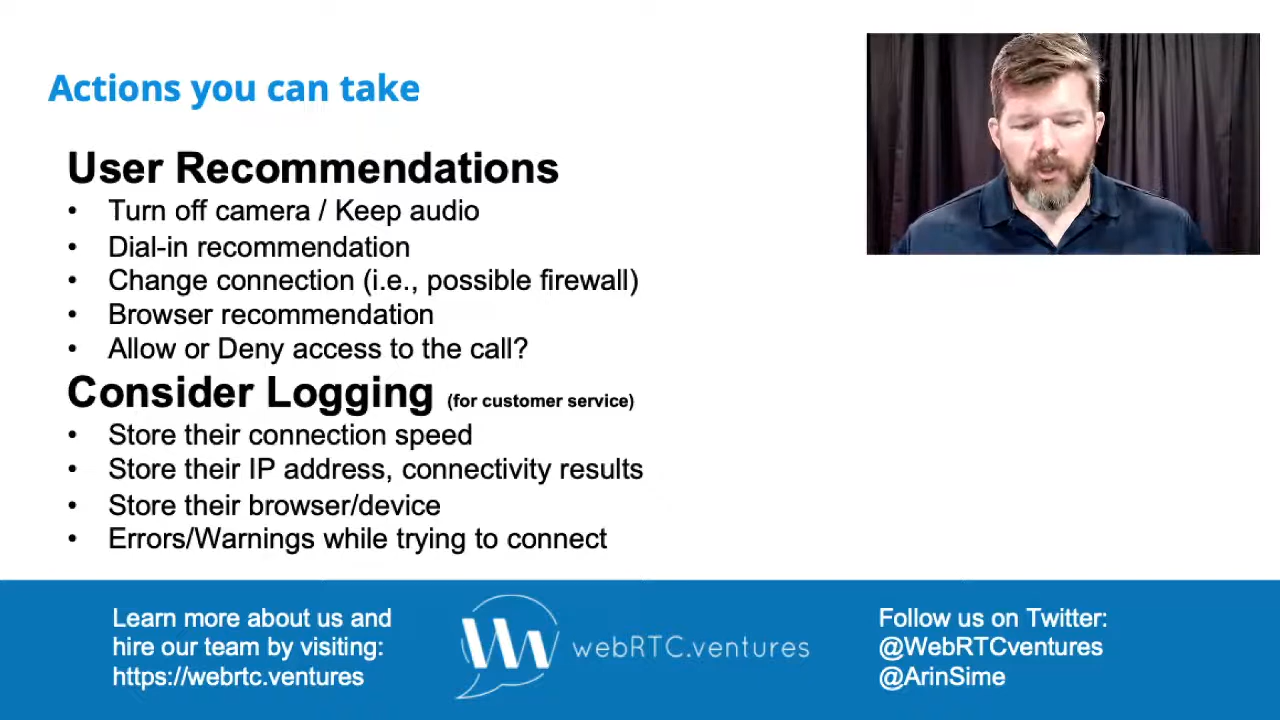 Actions you can take
User Recommendations
• Turn off camera / Keep audio
• Dial-in recommendation
• Change connection (i.e., possible firewall)
• Browser recommendation
• Allow or Deny access to the call?
Consider Logging (for customer service)
• Store their connection speed
• Store their IP address, connectivity results
• Store their browser/device
• Errors/Warnings while trying to connect
Learn more about us and
hire our team by visiting:
https://webrtc.ventures
webRTC.ventures
Follow us on Twitter:
@WebRTCventures
@ArinSime